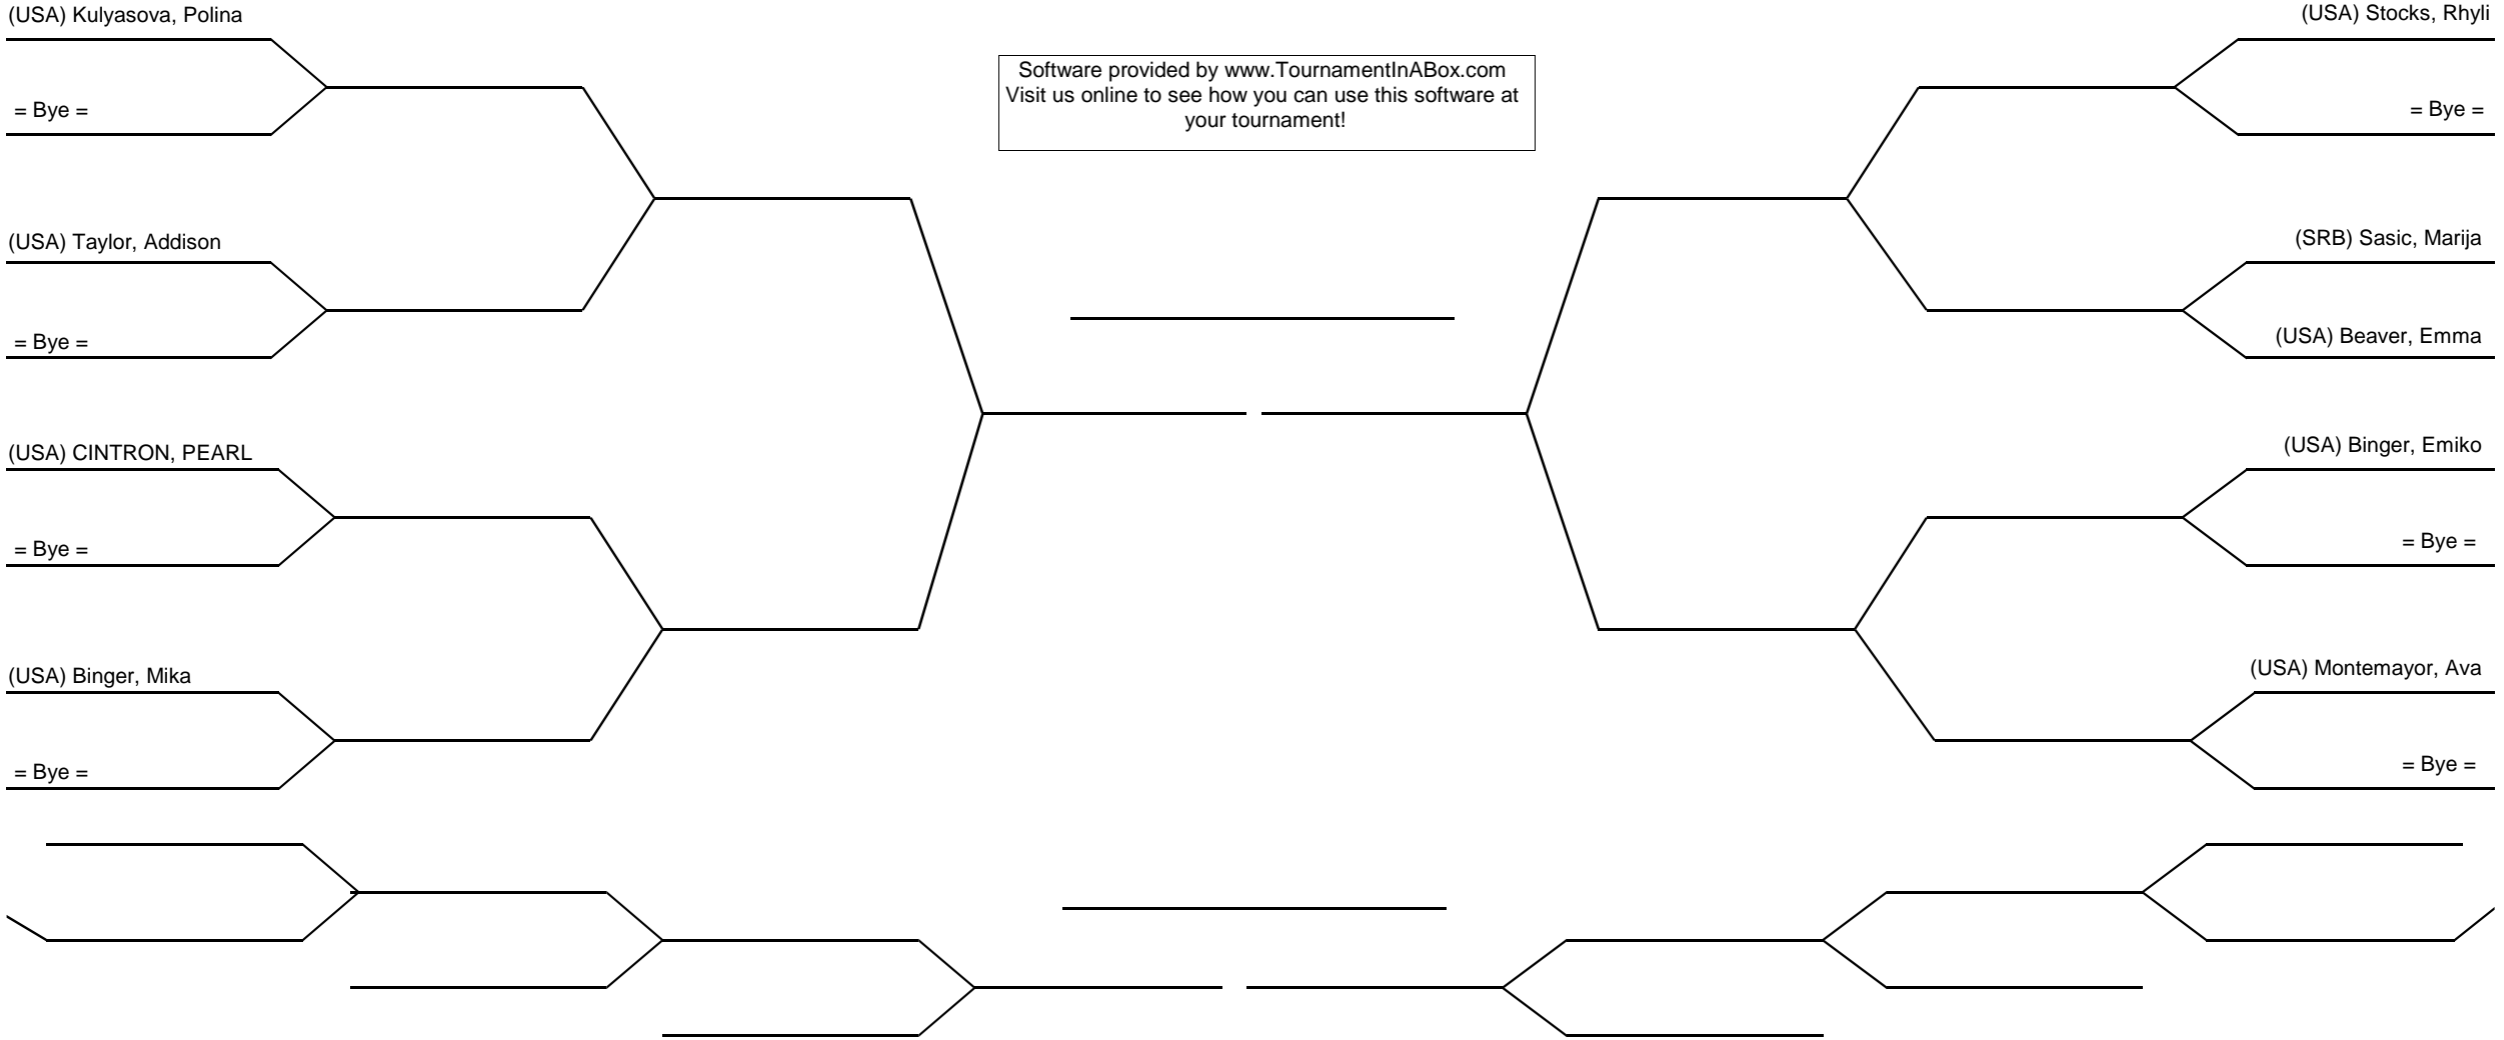 (USA) Kulyasova, Polina
= Bye =
(USA) Taylor, Addison
= Bye =
(USA) CINTRON, PEARL
= Bye =
(USA) Binger, Mika
= Bye =
Software provided by www.TournamentInABox.com
Visit us online to see how you can use this software at
your tournament!
(USA) Stocks, Rhyli
= Bye =
(SRB) Sasic, Marija
(USA) Beaver, Emma
(USA) Binger, Emiko
= Bye =
(USA) Montemayor, Ava
= Bye =